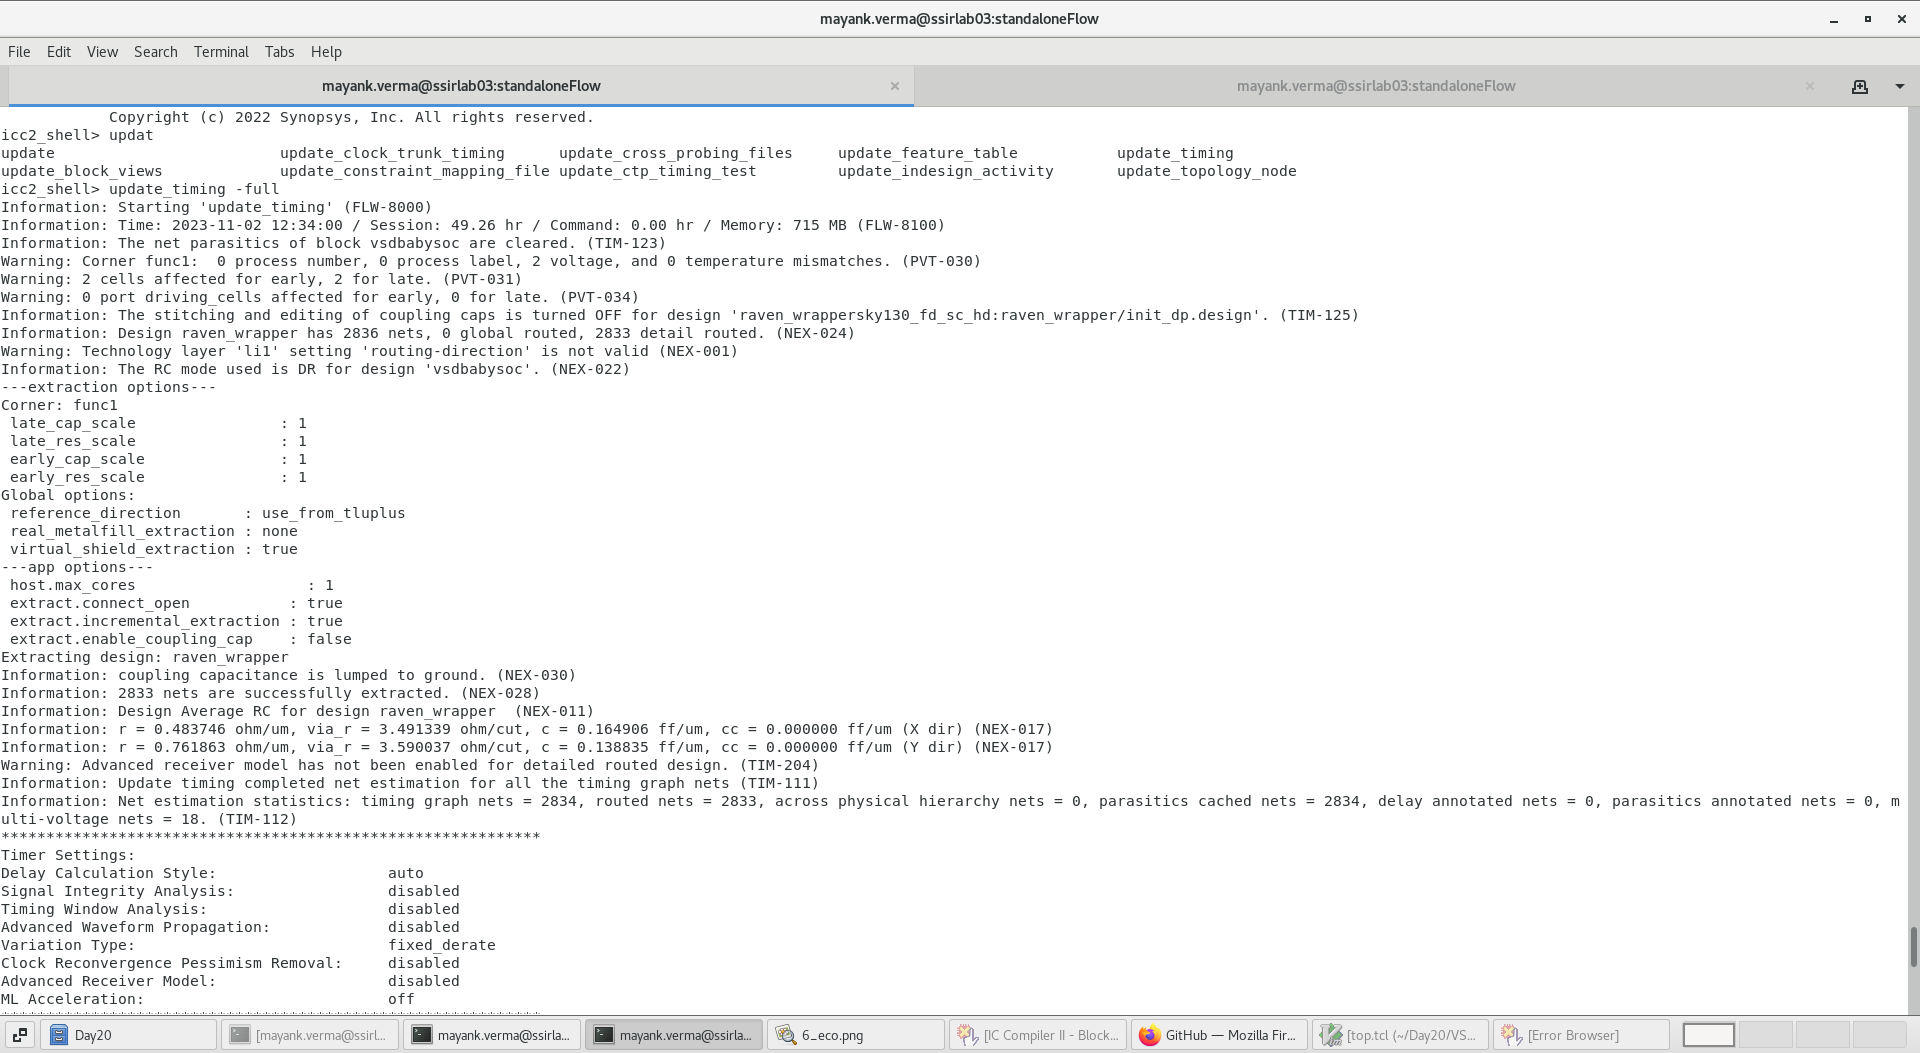 mayank.verma@ssirlab03:standaloneFlow
File Edit View Search Terminal Tabs Help
mayank.verma@ssirlab03:standaloneFlow × mayank.verma@ssirlab03:standaloneFlow ×
Copyright (c) 2022 Synopsys, Inc. All rights reserved.
icc2_shell> updat
update update_clock_trunk_timing update_cross_probing_files update_feature_table update_timing
update_block_views update_constraint_mapping_file update_ctp_timing_test update_indesign_activity update_topology_node
icc2_shell> update_timing -full
Information: Starting 'update_timing' (FLW-8000)
Information: Time: 2023-11-02 12:34:00 / Session: 49.26 hr / Command: 0.00 hr / Memory: 715 MB (FLW-8100)
Information: The net parasitics of block vsdbabysoc are cleared. (TIM-123)
Warning: Corner func1:  0 process number, 0 process label, 2 voltage, and 0 temperature mismatches. (PVT-030)
Warning: 2 cells affected for early, 2 for late. (PVT-031)
Warning: 0 port driving_cells affected for early, 0 for late. (PVT-034)
Information: The stitching and editing of coupling caps is turned OFF for design 'raven_wrappersky130_fd_sc_hd:raven_wrapper/init_dp.design'. (TIM-125)
Information: Design raven_wrapper has 2836 nets, 0 global routed, 2833 detail routed. (NEX-024)
Warning: Technology layer 'li1' setting 'routing-direction' is not valid (NEX-001)
Information: The RC mode used is DR for design 'vsdbabysoc'. (NEX-022)
---extraction options---
Corner: func1
late_cap_scale : 1
late_res_scale : 1
early_cap_scale : 1
early_res_scale : 1
Global options:
reference_direction : use_from_tluplus
real_metalfill_extraction : none
virtual_shield_extraction : true
---app options---
host.max_cores : 1
extract.connect_open : true
extract.incremental_extraction : true
extract.enable_coupling_cap : false
Extracting design: raven_wrapper
Information: coupling capacitance is lumped to ground. (NEX-030)
Information: 2833 nets are successfully extracted. (NEX-028)
Information: Design Average RC for design raven_wrapper  (NEX-011)
Information: r = 0.483746 ohm/um, via_r = 3.491339 ohm/cut, c = 0.164906 ff/um, cc = 0.000000 ff/um (X dir) (NEX-017)
Information: r = 0.761863 ohm/um, via_r = 3.590037 ohm/cut, c = 0.138835 ff/um, cc = 0.000000 ff/um (Y dir) (NEX-017)
Warning: Advanced receiver model has not been enabled for detailed routed design. (TIM-204)
Information: Update timing completed net estimation for all the timing graph nets (TIM-111)
Information: Net estimation statistics: timing graph nets = 2834, routed nets = 2833, across physical hierarchy nets = 0, parasitics cached nets = 2834, delay annotated nets = 0, parasitics annotated nets = 0, m
ulti-voltage nets = 18. (TIM-112)
************************************************************
Timer Settings:
Delay Calculation Style: auto
Signal Integrity Analysis: disabled
Timing Window Analysis: disabled
Advanced Waveform Propagation: disabled
Variation Type: fixed_derate
Clock Reconvergence Pessimism Removal: disabled
Advanced Receiver Model: disabled
ML Acceleration: off
Day20 [mayank.verma@ssirl... mayank.verma@ssirla... mayank.verma@ssirla... 6_eco.png [IC Compiler II - Block... GitHub — Mozilla Fir... [top.tcl (~/Day20/VS... [Error Browser]